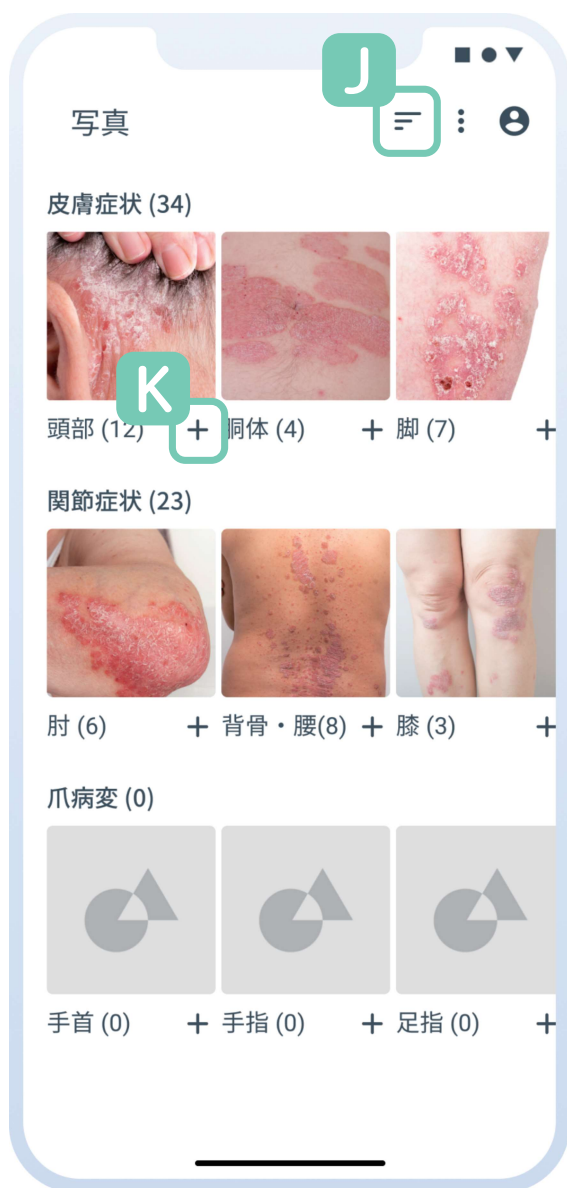 J
写真
皮膚症状 (34)
K
頭部 (12) + 胴体 (4) + 脚 (7) +
関節症状 (23)
肘 (6) + 背骨・腰(8) + 膝 (3) +
爪病変 (0)
手首 (0) + 手指 (0) + 足指 (0) +